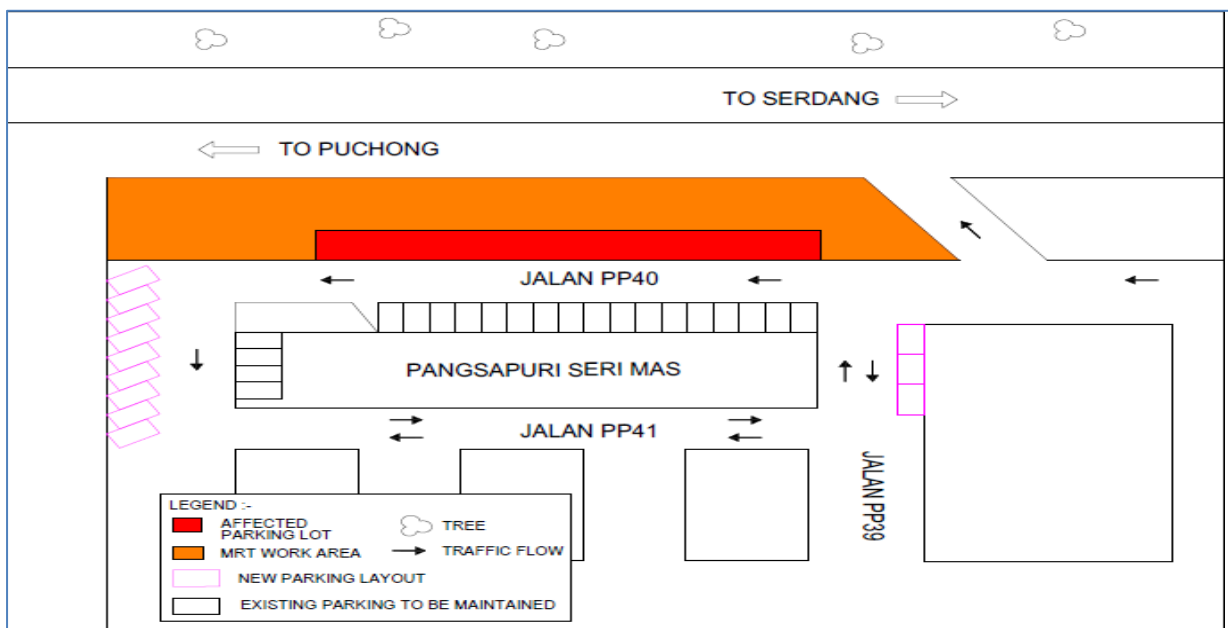 TO SERDANG
TO PUCHONG
JALAN PP40
PANGSAPURI SERI MAS
JALAN PP41
JALAN PP39
LEGEND :-
AFFECTED
PARKING LOT
TREE
MRT WORK AREA
TRAFFIC FLOW
NEW PARKING LAYOUT
EXISTING PARKING TO BE MAINTAINED